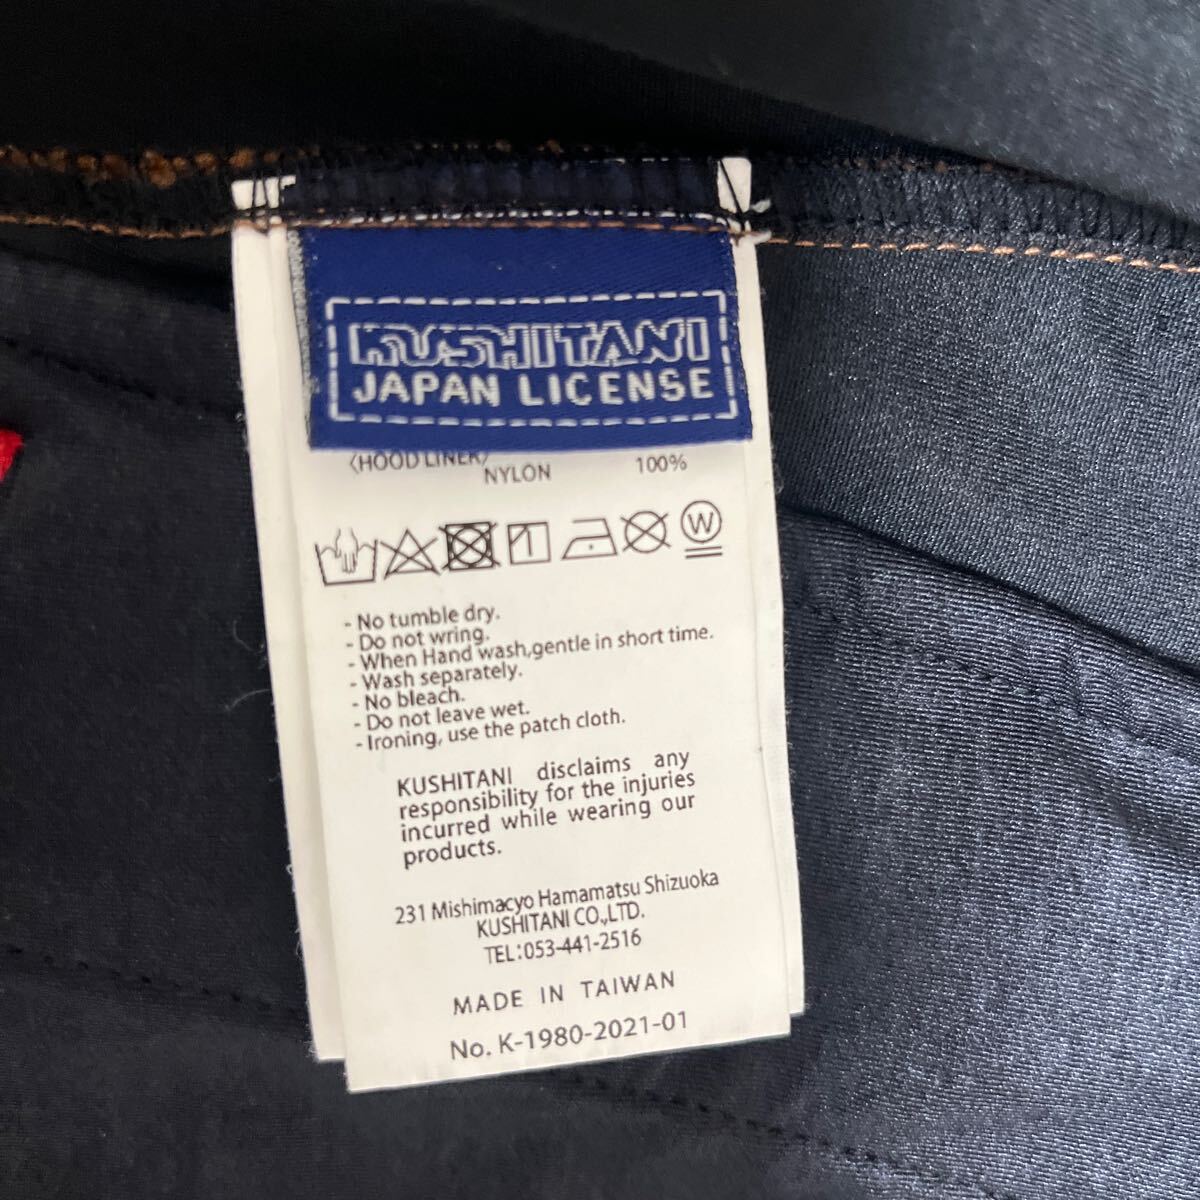 KUSHITANI
JAPAN LICENSE
〈HOOD LINER〉
NYLON 100%
W
- No tumble dry.
- Do not wring.
- When Hand wash,gentle in short time.
- Wash separately.
- No bleach.
- Do not leave wet.
- Ironing, use the patch cloth.
KUSHITANI disclaims any
responsibility for the injuries
incurred while wearing our
products.
231 Mishimacyo Hamamatsu Shizuoka
KUSHITANI CO.,LTD.
TEL:053-441-2516
MADE IN TAIWAN
No. K-1980-2021-01